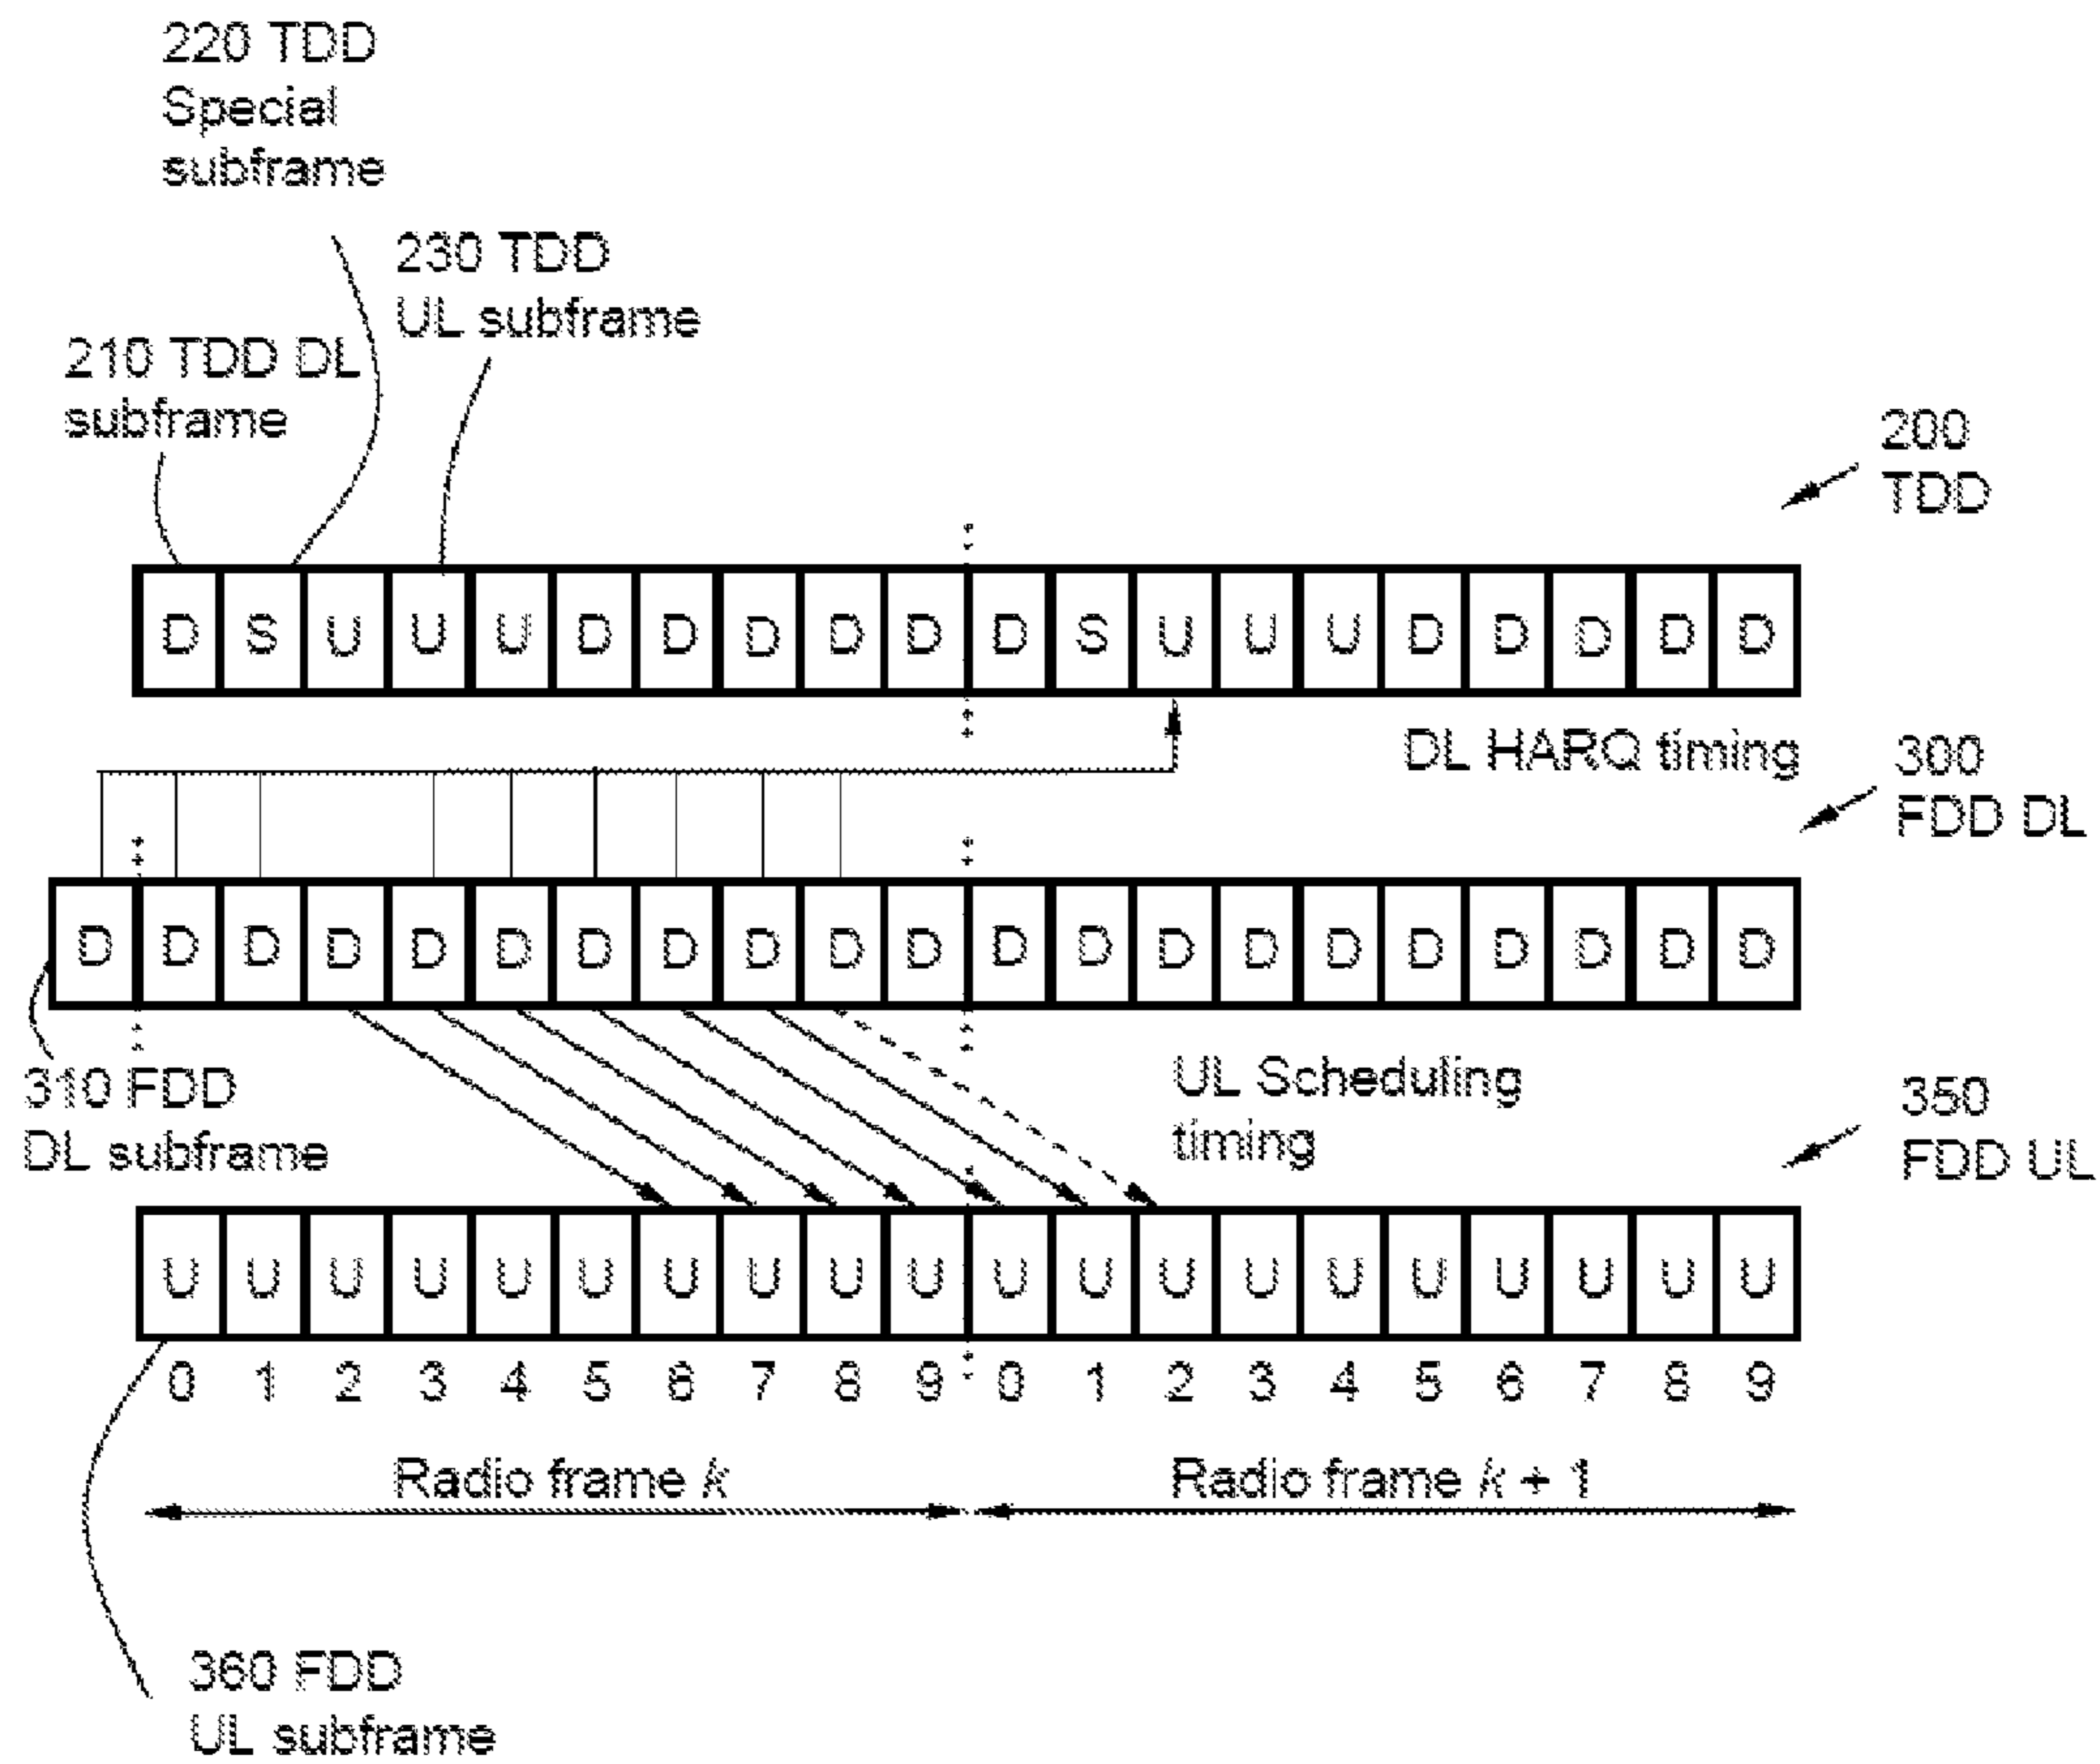 220 TDD
Special
subframe
230 TDD
UL subframe
210 TDD DL
subframe
200
TDD
D S U U U D D D D D D S U U U D D D D D
DL HARQ timing
300
FDD DL
D D D D D D D D D D D D D D D D D D D D D
310 FDD
DL subframe
UL Scheduling
timing
350
FDD UL
U U U U U U U U U U U U U U U U U U U U
0 1 2 3 4 5 6 7 8 9 0 1 2 3 4 5 6 7 8 9
Radio frame k
Radio frame k + 1
360 FDD
UL subframe